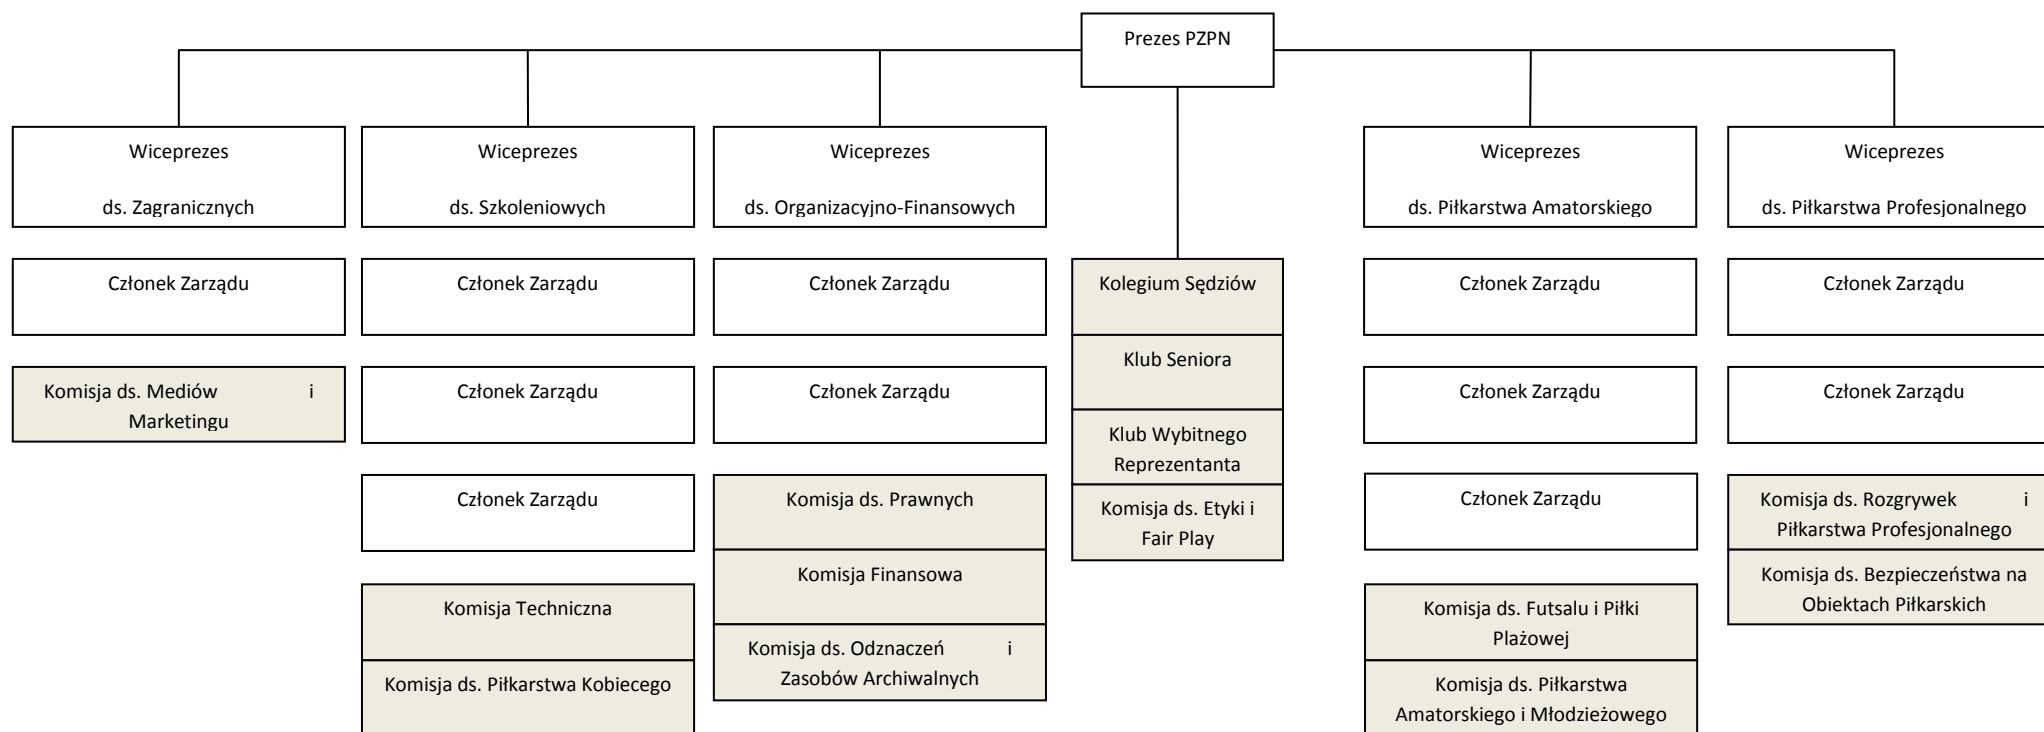 Prezes PZPN
Wiceprezes
ds. Zagranicznych
Członek Zarządu
Komisja ds. Mediów i
Marketingu
Wiceprezes
ds. Szkoleniowych
Członek Zarządu
Członek Zarządu
Członek Zarządu
Komisja Techniczna
Komisja ds. Piłkarstwa Kobiecego
Wiceprezes
ds. Organizacyjno-Finansowych
Członek Zarządu
Członek Zarządu
Komisja ds. Prawnych
Komisja Finansowa
Komisja ds. Odznaczeń i
Zasobów Archiwalnych
Kolegium Sędziów
Klub Seniora
Klub Wybitnego
Reprezentanta
Komisja ds. Etyki i
Fair Play
Wiceprezes
ds. Piłkarstwa Amatorskiego
Członek Zarządu
Członek Zarządu
Członek Zarządu
Komisja ds. Futsalu i Piłki
Plażowej
Komisja ds. Piłkarstwa
Amatorskiego i Młodzieżowego
Wiceprezes
ds. Piłkarstwa Profesjonalnego
Członek Zarządu
Członek Zarządu
Komisja ds. Rozgrywek i
Piłkarstwa Profesjonalnego
Komisja ds. Bezpieczeństwa na
Obiektach Piłkarskich